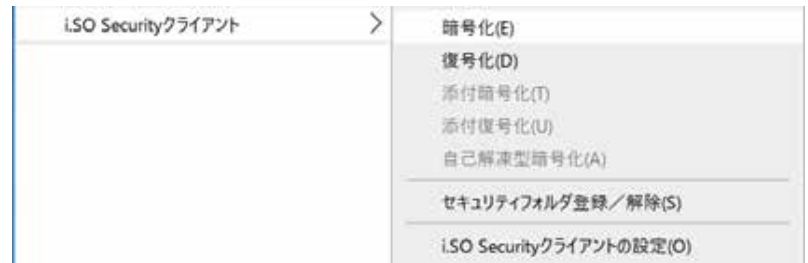 i.SO Securityクライアント
暗号化(E)
復号化(D)
添付暗号化(T)
添付復号化(U)
自己解凍型暗号化(A)
セキュリティフォルダ登録／解除(S)
i.SO Securityクライアントの設定(O)